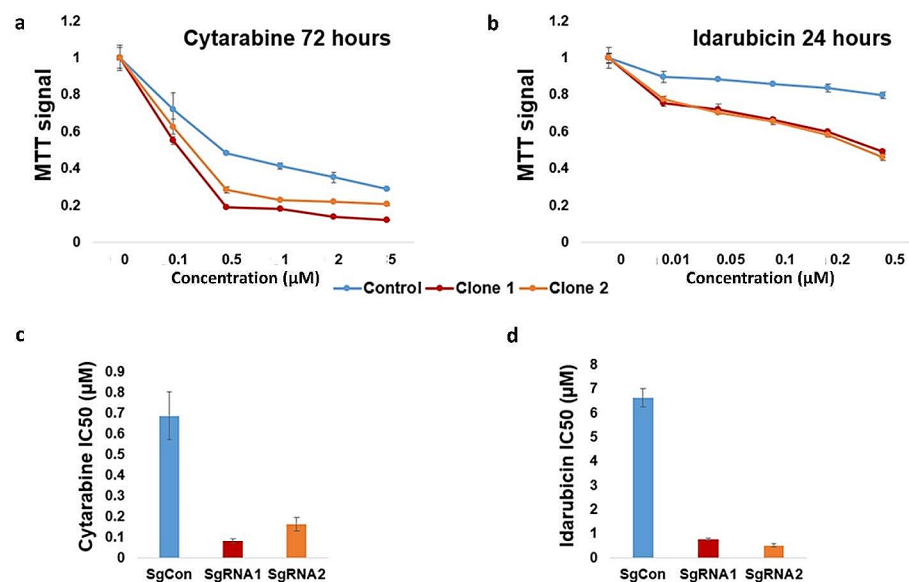 a
Cytarabine 72 hours
MTT signal
1.2
1
0.8
0.6
0.4
0.2
0
0 0.1 0.5 1 2 5
Concentration (µM)
b
Idarubicin 24 hours
MTT signal
1.2
1
0.8
0.6
0.4
0.2
0
0 0.01 0.05 0.1 0.2 0.5
Concentration (µM)
Control Clone 1 Clone 2
c
Cytarabine IC50 (µM)
0.9
0.8
0.7
0.6
0.5
0.4
0.3
0.2
0.1
0
SgCon SgRNA1 SgRNA2
d
Idarubicin IC50 (µM)
8
7
6
5
4
3
2
1
0
SgCon SgRNA1 SgRNA2